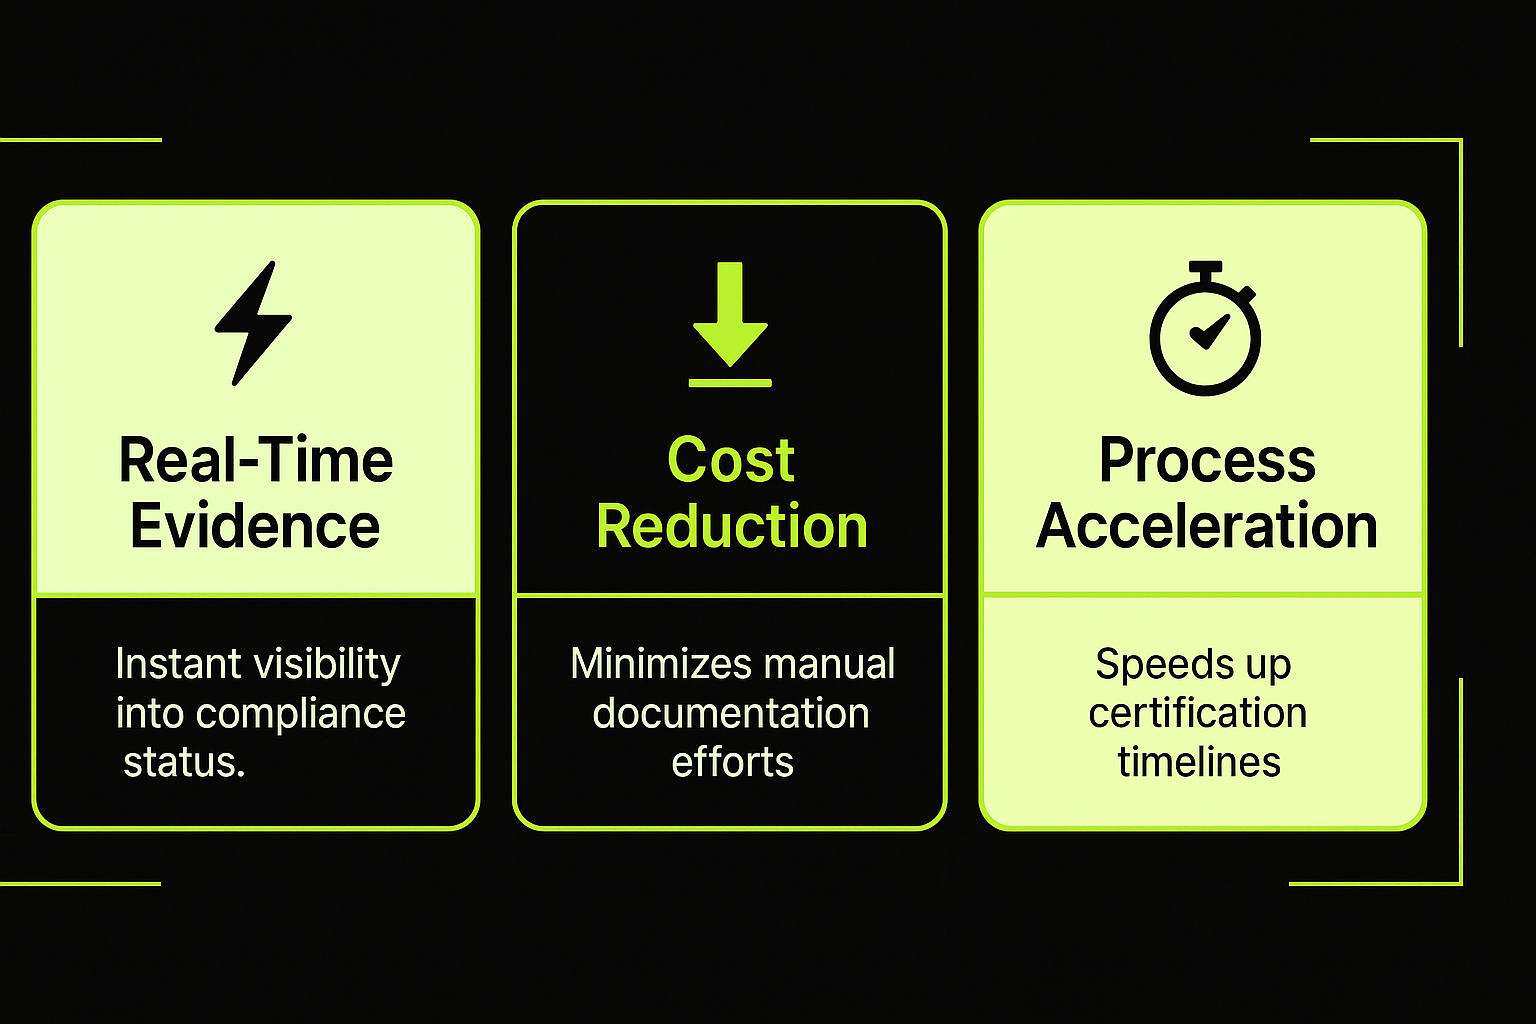 Real-Time
Evidence
Instant visibility
into compliance
status.
Cost
Reduction
Minimizes manual
documentation
efforts
Process
Acceleration
Speeds up
certification
timelines